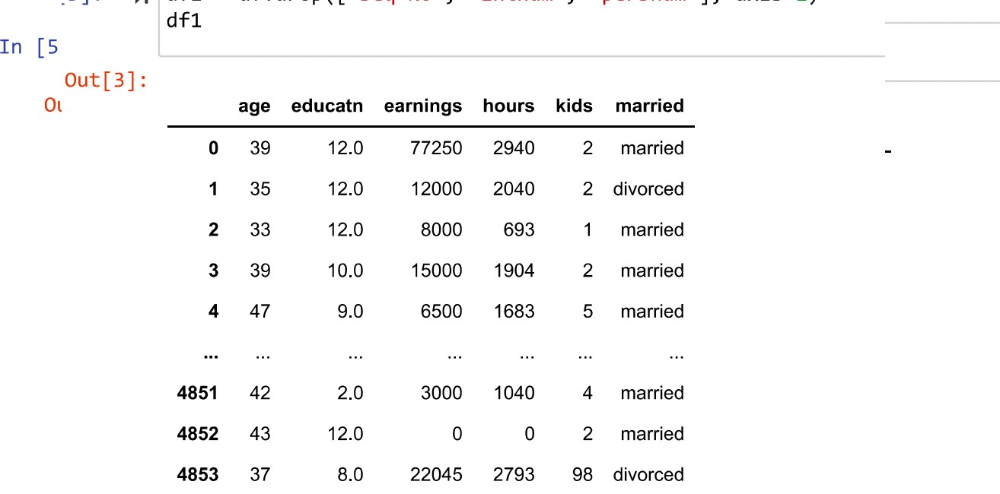 df1
In [5
Out[3]:
age educatn earnings hours kids married
0 39 12.0 77250 2940 2 married
1 35 12.0 12000 2040 2 divorced
2 33 12.0 8000 693 1 married
3 39 10.0 15000 1904 2 married
4 47 9.0 6500 1683 5 married
... ... ... ... ... ... ...
4851 42 2.0 3000 1040 4 married
4852 43 12.0 0 0 2 married
4853 37 8.0 22045 2793 98 divorced